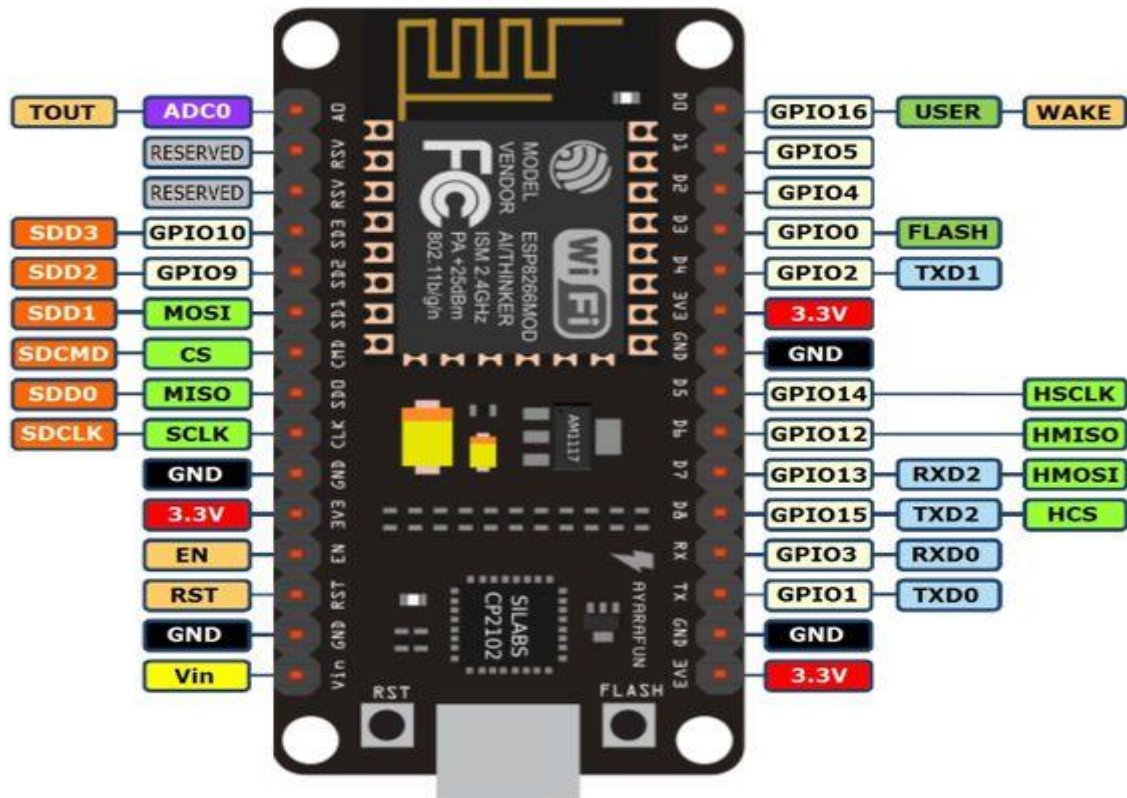 TOUT ADC0 A0 D0 GPIO16 USER WAKE
RESERVED RSV D1 GPIO5
RESERVED RSV D2 GPIO4
SDD3 GPIO10 SD3 D3 GPIO0 FLASH
SDD2 GPIO9 SD2 D4 GPIO2 TXD1
SDD1 MOSI SD1 3V3 3.3V
SDCMD CS CMD GND GND
SDD0 MISO SD0 D5 GPIO14 HSCLK
SDCLK SCLK CLK D6 GPIO12 HMISO
GND GND D7 GPIO13 RXD2 HMOSI
3.3V 3V3 D8 GPIO15 TXD2 HCS
EN EN RX GPIO3 RXD0
RST RST TX GPIO1 TXD0
GND GND GND GND
Vin Vin 3V3 3.3V
MODEL ESP8266MOD
VENDOR AI/THINKER
ISM 2.4GHz
PA +25dBm
802.11b/g/n
FC
WiFi
AM1117
SILABS
CP2102
AYARAFUN
RST
FLASH